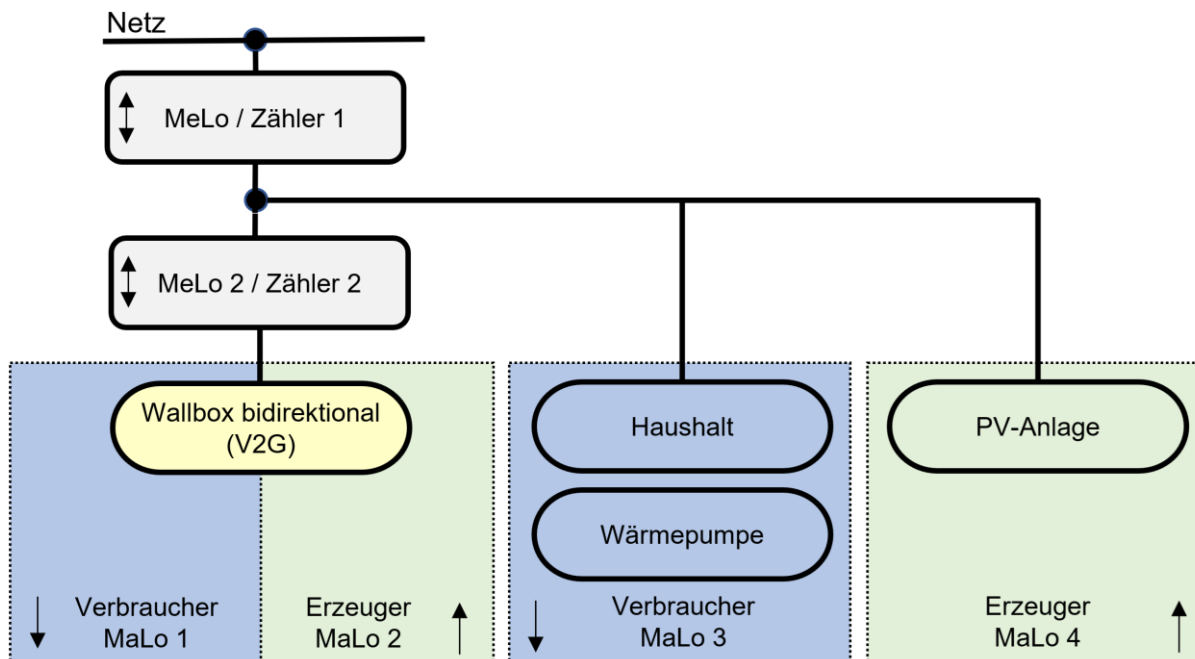 Netz
MeLo / Zähler 1
MeLo 2 / Zähler 2
Wallbox bidirektional
(V2G)
Haushalt
PV-Anlage
Wärmepumpe
Verbraucher
MaLo 1
Erzeuger
MaLo 2
Verbraucher
MaLo 3
Erzeuger
MaLo 4